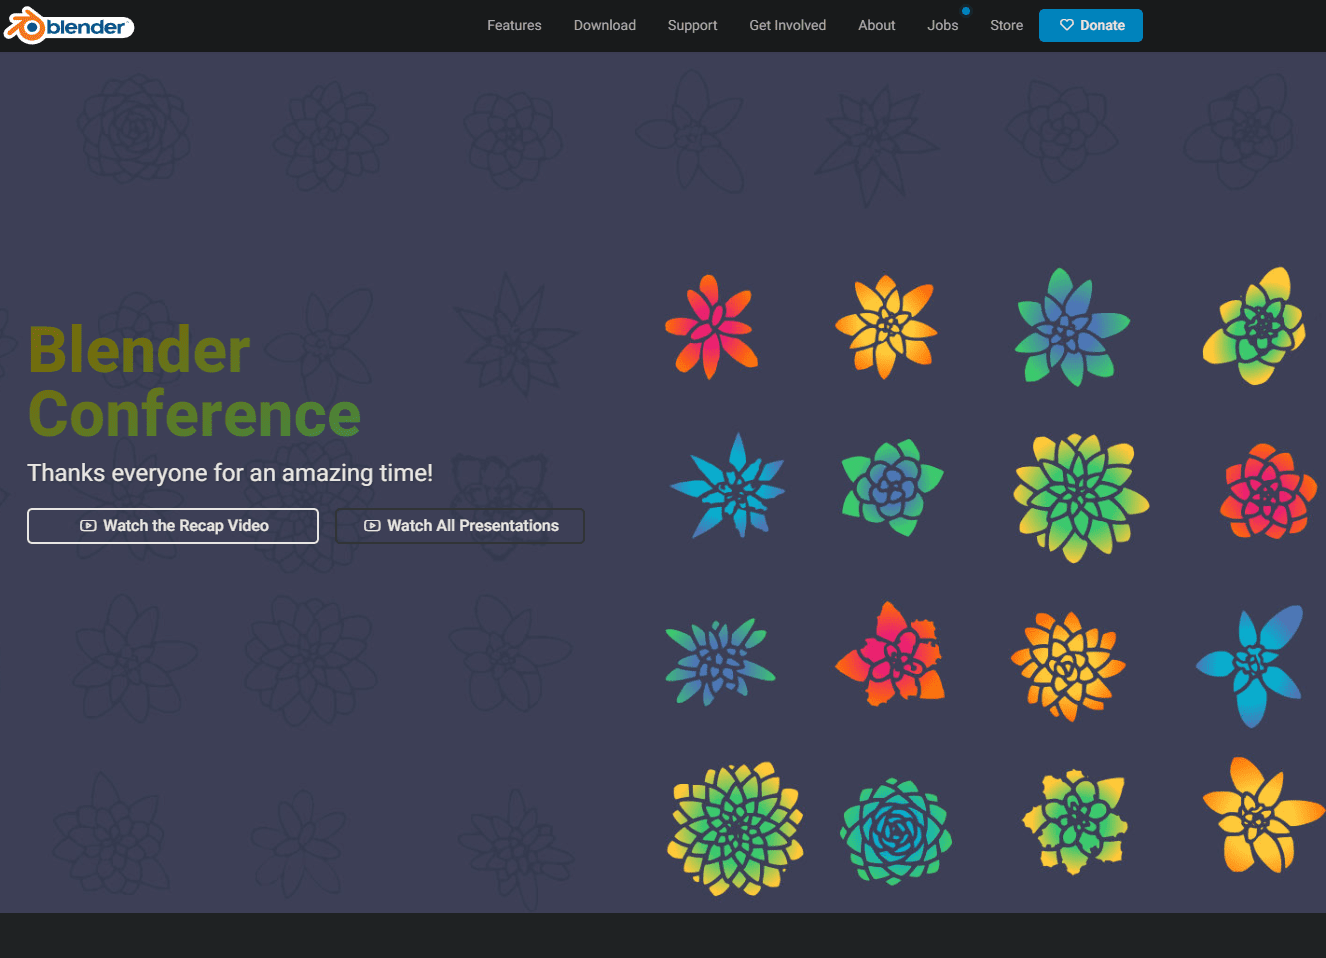 blender
Features Download Support Get Involved About Jobs Store Donate
Blender
Conference
Thanks everyone for an amazing time!
Watch the Recap Video Watch All Presentations